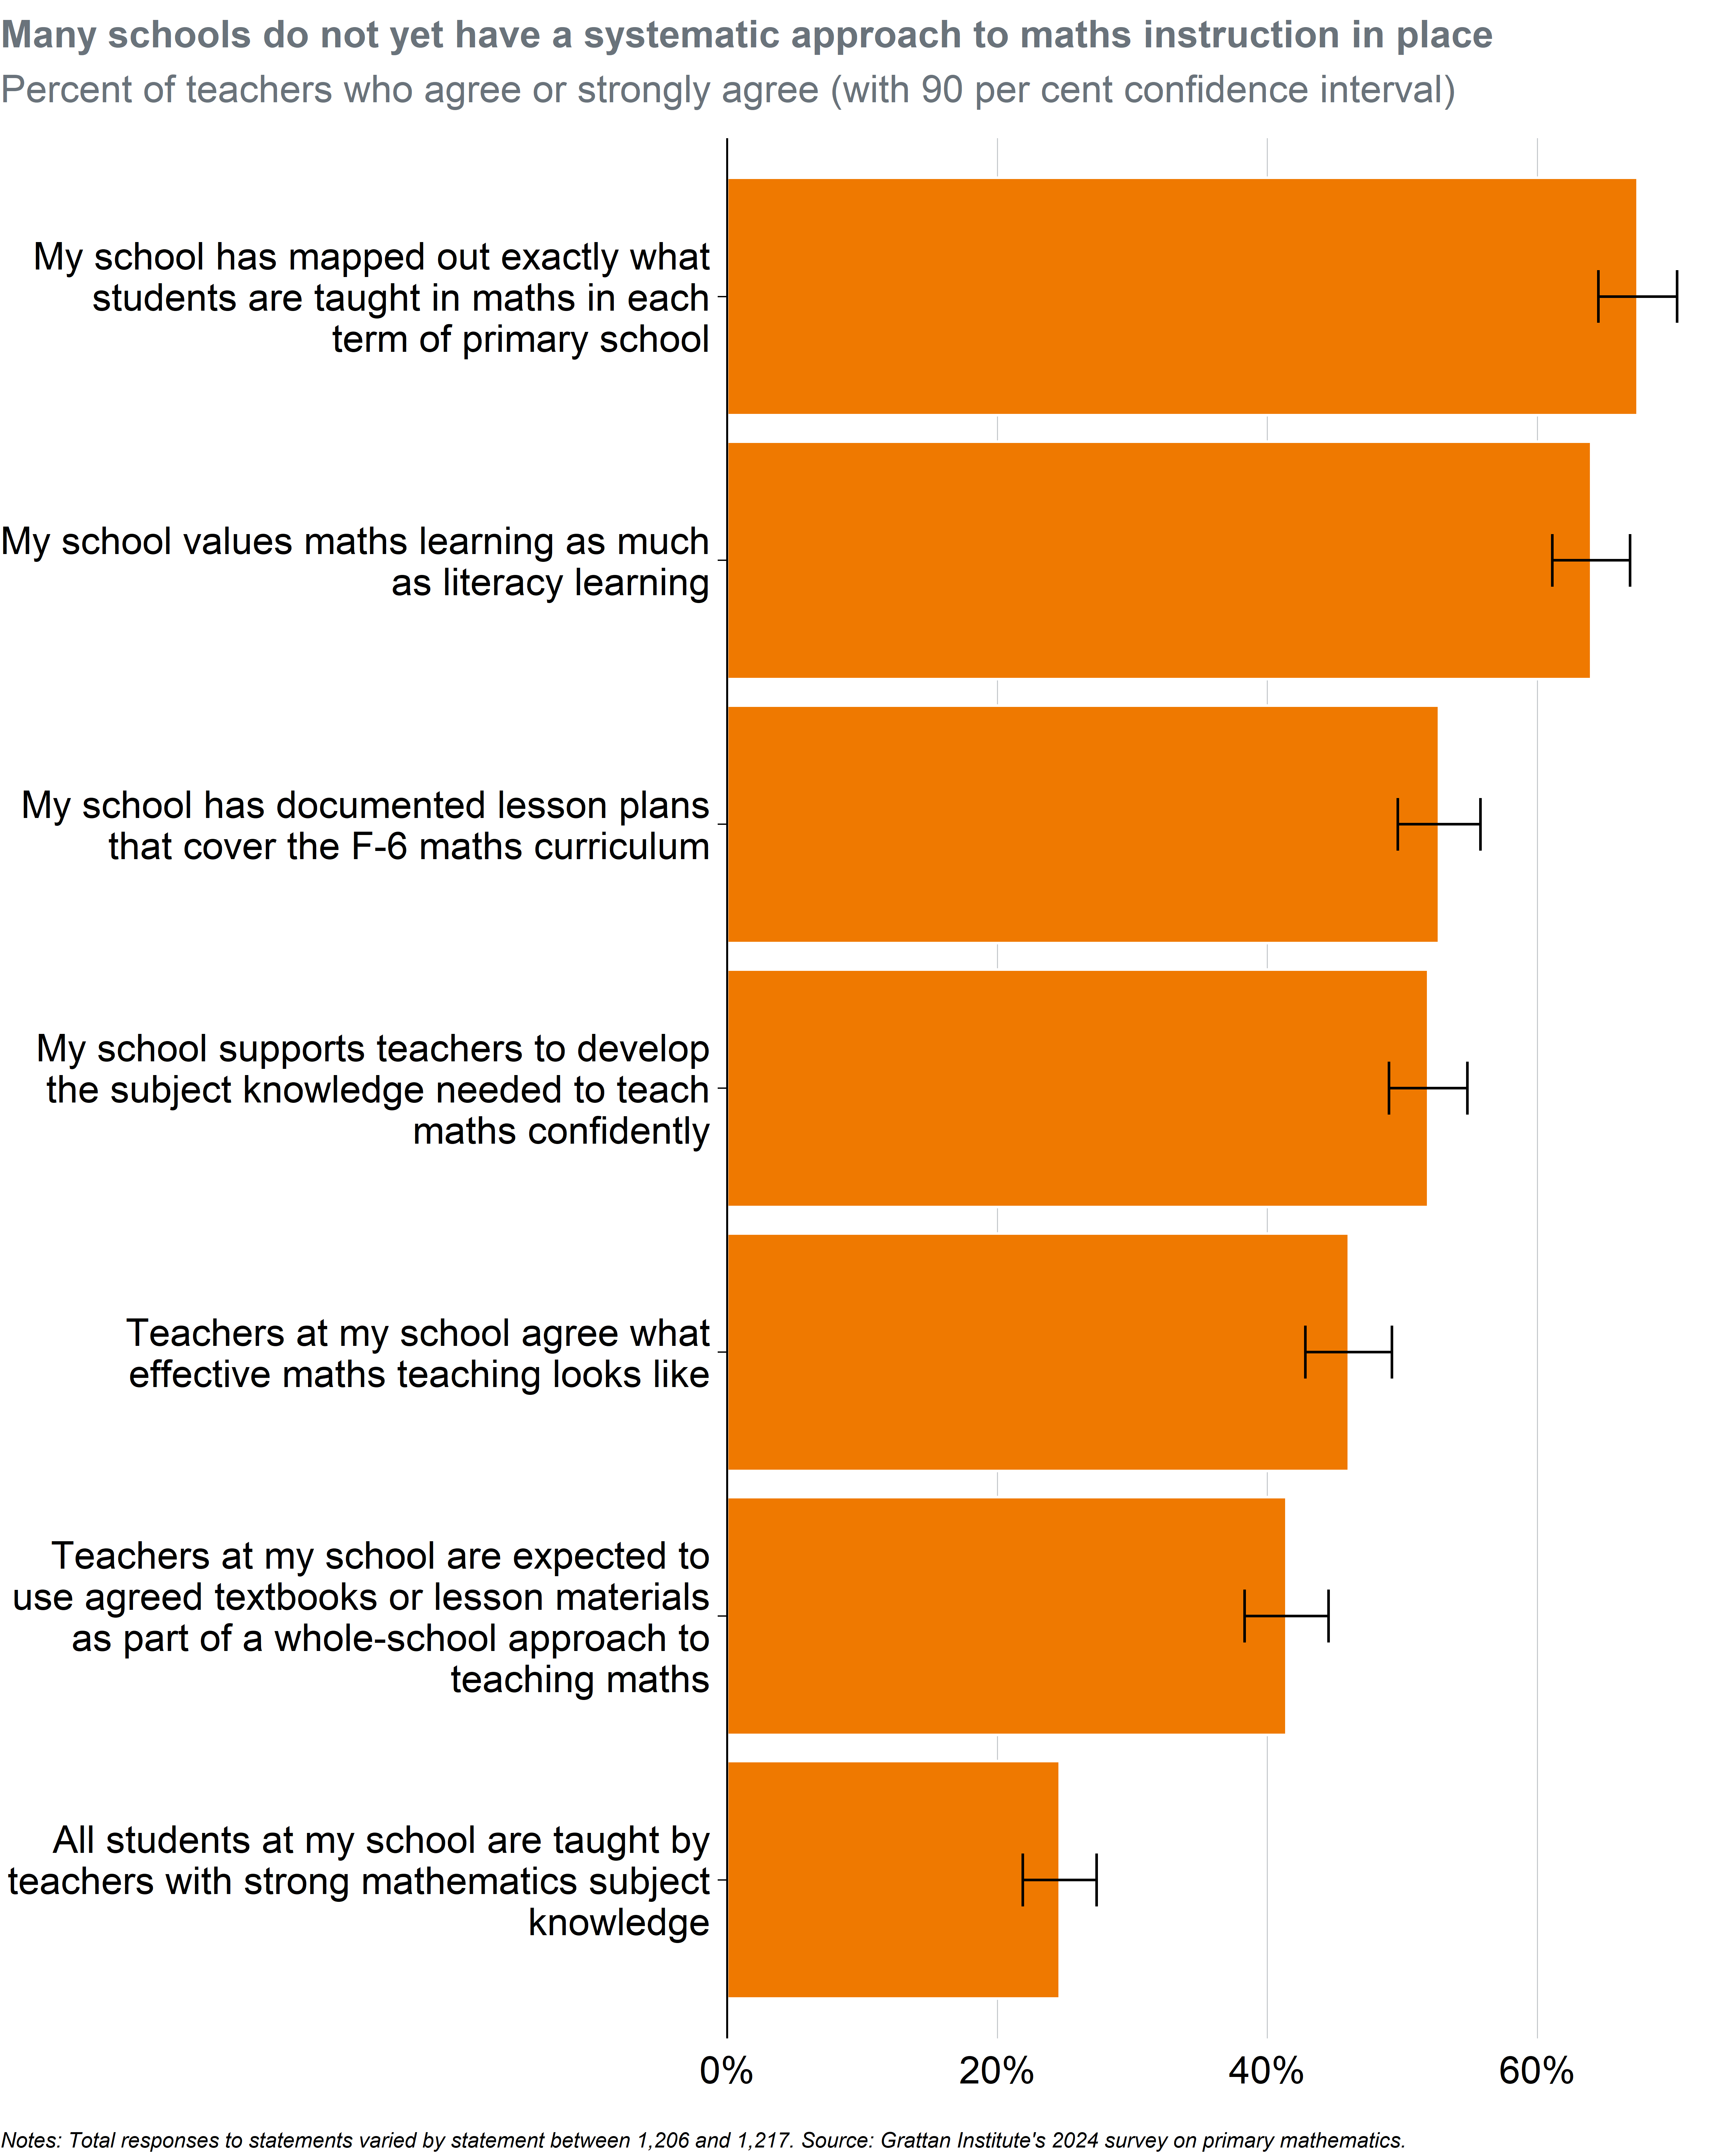 Many schools do not yet have a systematic approach to maths instruction in place
Percent of teachers who agree or strongly agree (with 90 per cent confidence interval)
My school has mapped out exactly what
students are taught in maths in each
term of primary school
My school values maths learning as much
as literacy learning
My school has documented lesson plans
that cover the F-6 maths curriculum
My school supports teachers to develop
the subject knowledge needed to teach
maths confidently
Teachers at my school agree what
effective maths teaching looks like
Teachers at my school are expected to
use agreed textbooks or lesson materials
as part of a whole-school approach to
teaching maths
All students at my school are taught by
teachers with strong mathematics subject
knowledge
0% 20% 40% 60%
Notes: Total responses to statements varied by statement between 1,206 and 1,217. Source: Grattan Institute's 2024 survey on primary mathematics.